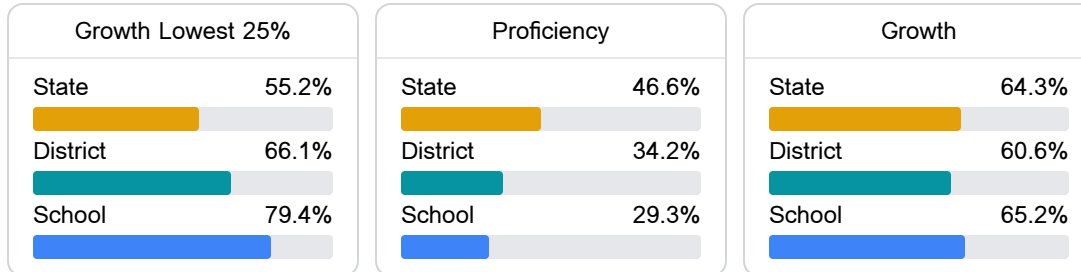 Growth Lowest 25%
State 55.2%
District 66.1%
School 79.4%
Proficiency
State 46.6%
District 34.2%
School 29.3%
Growth
State 64.3%
District 60.6%
School 65.2%